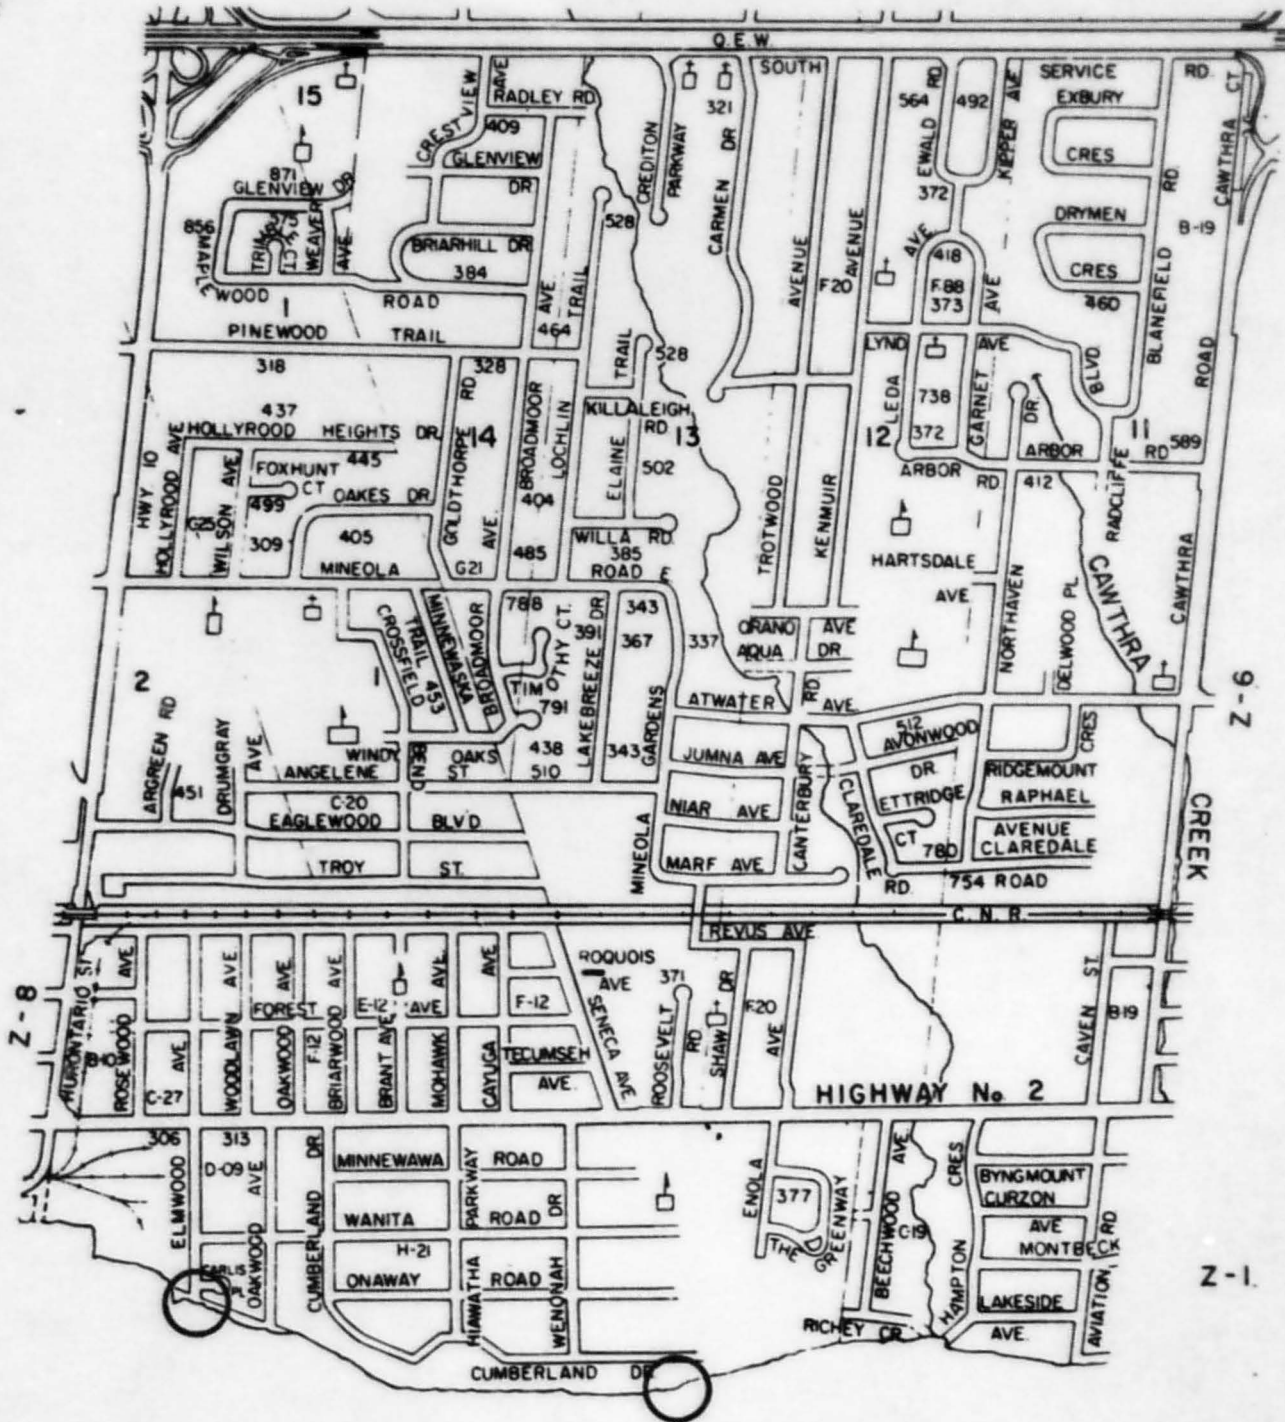 Q.E.W.
SOUTH
SERVICE
RD.
15
CREST VIEW
AVE
RADLEY RD
409
GLENVIEW
DR
871
GLENVIEW DR
856
MAPLE
WOOD
ROAD
WEAVER
AVE
CT
BRIARHILL DR
384
1
PINEWOOD
TRAIL
464
AVE
TRAIL
528
CREDITON
PARKWAY
321
CARMEN
DR
AVENUE
F20
AVENUE
564
EWALD
RD
492
KIPPER
AVE
372
AVE
418
F.88
373
AVE
EXBURY
CRES
DRYMEN
CRES
460
BLANEFIELD
RD
B-19
CAWTHRA
CT
ROAD
LYND
AVE
BLVD.
318
328
RD
528
TRAIL
437
HOLLYROOD
HEIGHTS DR.
14
445
FOXHUNT
CT
499
309
OAKES DR.
405
HWY 10
HOLLYROOD AVE
WILSON
AVE
GOLDTHORPE
BROADMOOR
AVE.
404
485
LOCHLIN
KILLALEIGH
RD
13
ELAINE
502
WILLA RD.
385
MINEOLA
G21
ROAD
E
TROTWOOD
KENMUIR
12
LEDA
738
372
GARNET
DR.
ARBOR
RD
ARBOR
RD
412
11
589
RADCLIFFE
HARTSDALE
AVE
NORTHAVEN
DELWOOD PL.
CAWTHRA
CAWTHRA
CREEK
9-Z
2
1
CROSSFIELD
TRAIL 453
MINNEWASKA
BROADMOOR
788
TIMOTHY CT.
791
391
LAKEBREEZE
DR
343
367
337
343
GARDENS
ORANO
AVE
AQUA
DR
ATWATER
RD.
AVE.
ARGREEN RD
451
DRUMGRAY
AVE
WINDY
OAKS
BEND
438
510
ANGELENE
ST
C-20
EAGLEWOOD
BLV'D
TROY
ST.
MINEOLA
JUMNA AVE
NIAR
AVE
MARF AVE
CANTERBURY
CLAREDALE
RD.
512
AVONWOOD
DR.
ETTRIDGE
CT
780
754 ROAD
CRES
RIDGEMOUNT
RAPHAEL
AVENUE
CLAREDALE
C.N.R.
Z-8
HURONTARIO ST
B-10
ROSEWOOD
AVE
C-27
AVE
WOODLAWN
AVE
FOREST
AVE
OAKWOOD
AVE
F-12
BRIARWOOD
AVE
E-12
BRANT AVE
MOHAWK
AVE.
CAYUGA
AVE
F-12
TECUMSEH
AVE.
SENECA AVE
ROQUOIS
AVE
371
ROOSEVELT
RD
SHAW
DR
REVUS AVE
F.20
AVE
CAVEN
ST.
B-19
HIGHWAY No 2
306
313
D-09
ELMWOOD
OAKWOOD
AVE
CUMBERLAND
DR.
MINNEWAWA
ROAD
WANITA
ROAD
H-21
ONAWAY
ROAD
HIAWATHA
PARKWAY
WENONAH
DR
CUMBERLAND
DR.
ENOLA
377
THE GREENWAY
BEECHWOOD
AVE.
C-19
HAMPTON
CRES
BYNGMOUNT
CURZON
AVE
MONTBECK
LAKESIDE
AVE.
AVIATION
RD
RICHEY CR.
Z-1